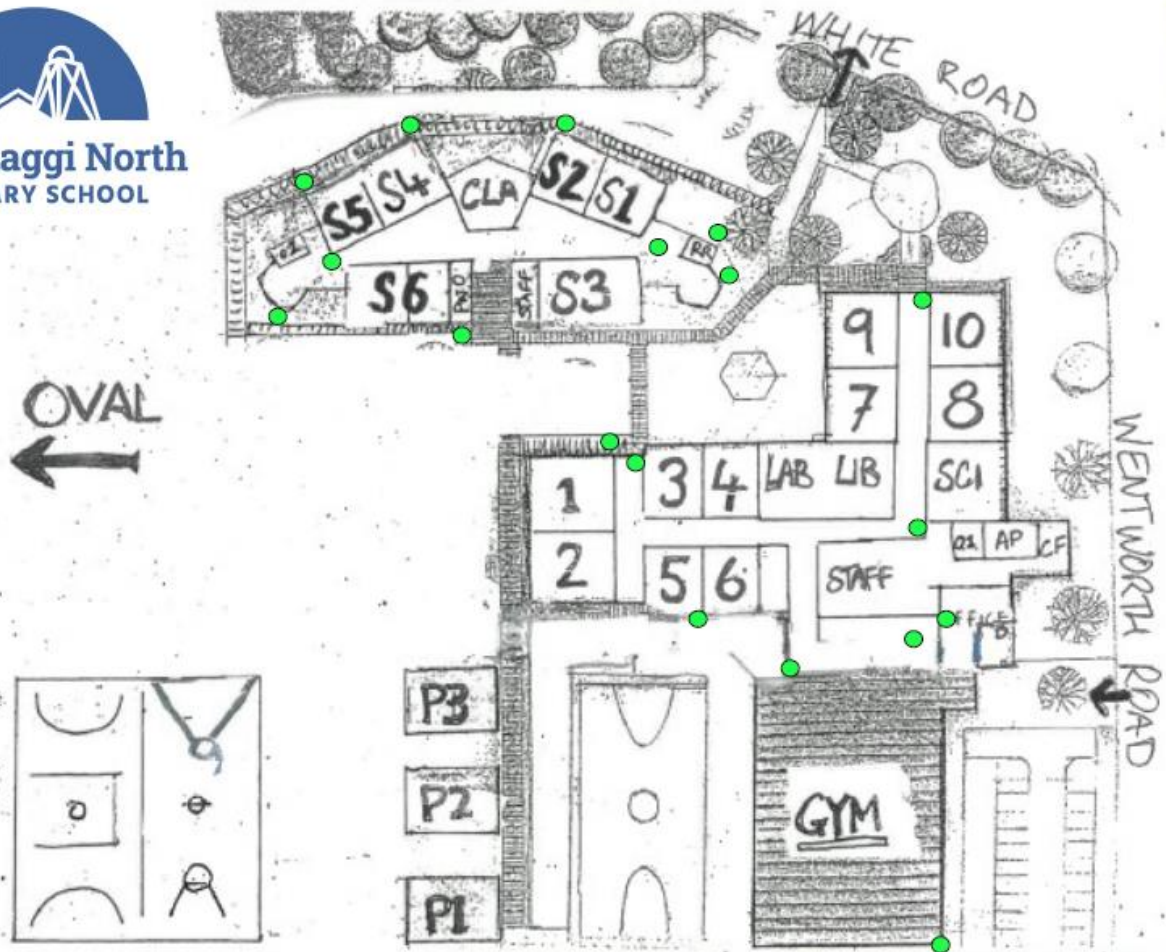 aggi North
ARY SCHOOL
WHITE ROAD
S5
S4
CLA
S2
S1
RR
S6
STAFF
S3
OVAL
9
10
7
8
1
3
4
LAB
LIB
SCI
2
5
6
STAFF
AP
CF
WENTWORTH ROAD
P3
P2
GYM
P1